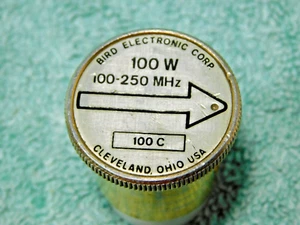 BIRD ELECTRONIC CORP.
100 W
100-250 MHz
100 C
CLEVELAND, OHIO USA